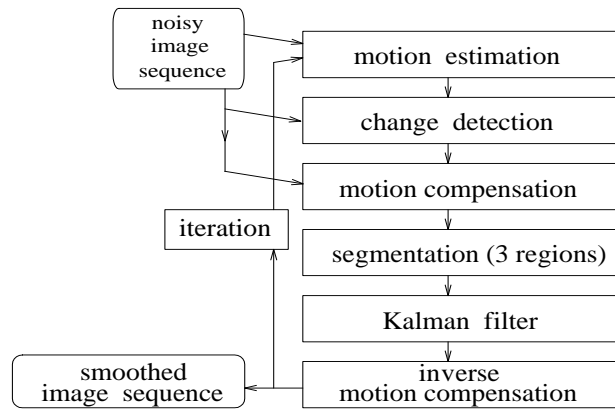 noisy
image
sequence
motion estimation
change detection
motion compensation
iteration
segmentation (3 regions)
Kalman filter
smoothed
image sequence
inverse
motion compensation